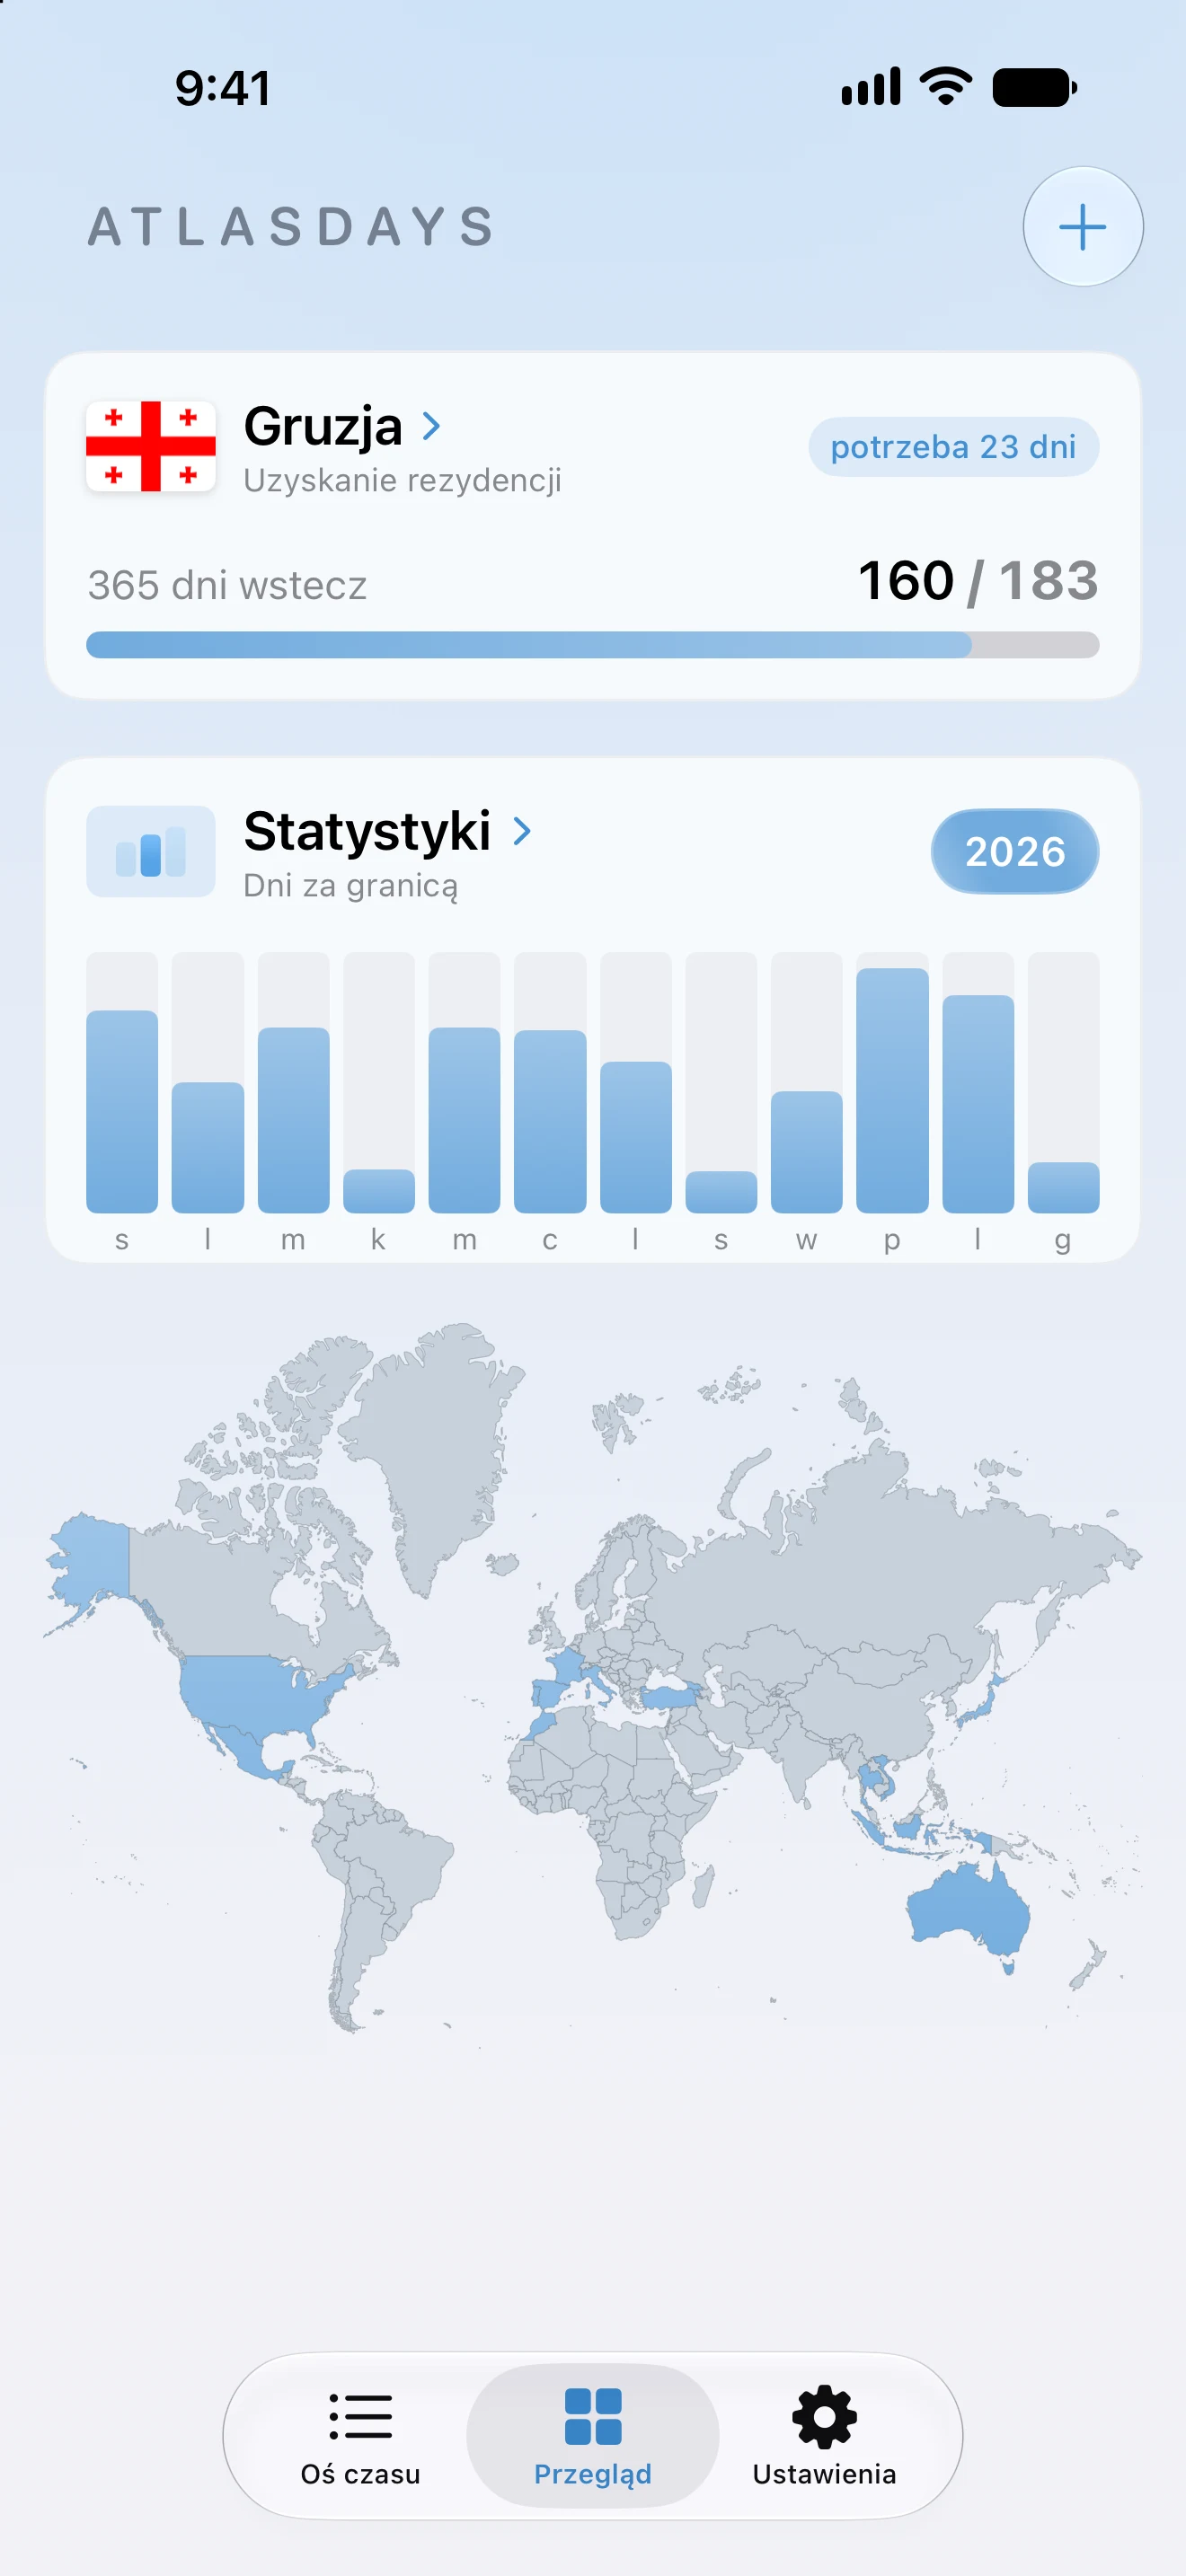 9:41
ATLASDAYS
Gruzja
Uzyskanie rezydencji
potrzeba 23 dni
365 dni wstecz
160 / 183
Statystyki
Dni za granicą
2026
s l m k m c l s w p l g
Oś czasu
Przegląd
Ustawienia